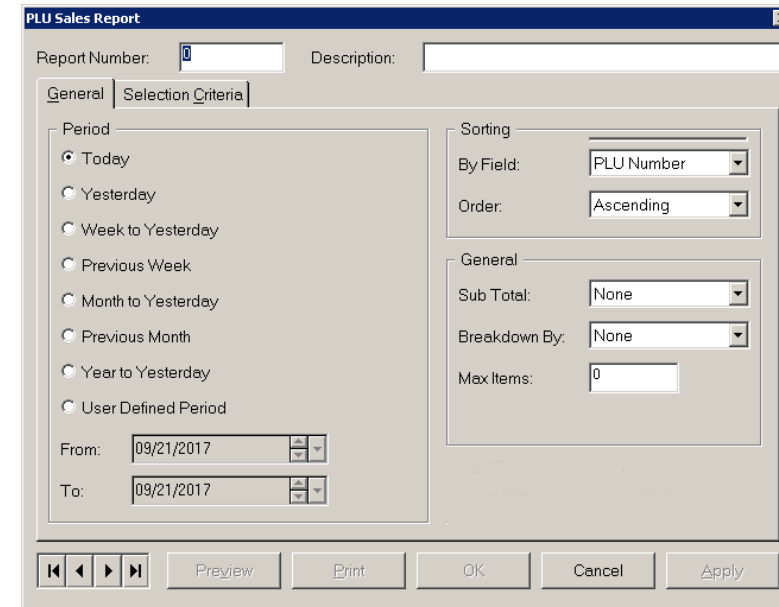 PLU Sales Report
Report Number: 0 Description:
General Selection Criteria
Period
Today
Yesterday
Week to Yesterday
Previous Week
Month to Yesterday
Previous Month
Year to Yesterday
User Defined Period
From: 09/21/2017
To: 09/21/2017
Sorting
By Field: PLU Number
Order: Ascending
General
Sub Total: None
Breakdown By: None
Max Items: 0
Preview Print OK Cancel Apply